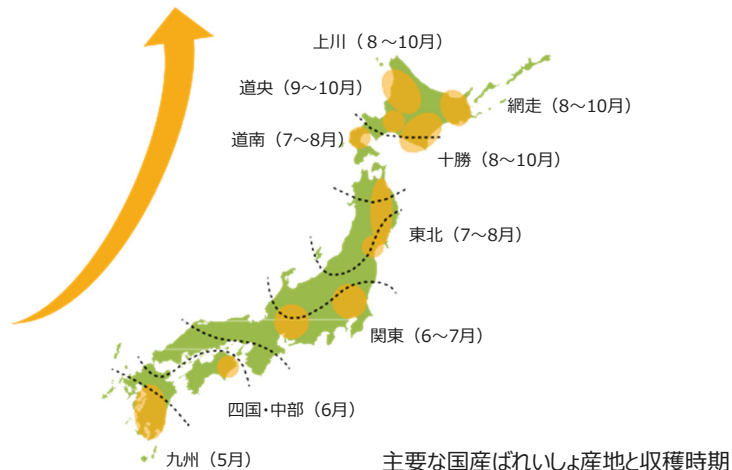 上川（８～10月）
道央（9～10月）
網走（8～10月）
道南（7～8月）
十勝（8～10月）
東北（7～8月）
関東（6～7月）
四国・中部（6月）
九州（5月）
主要な国産ばれいしょ産地と収穫時期